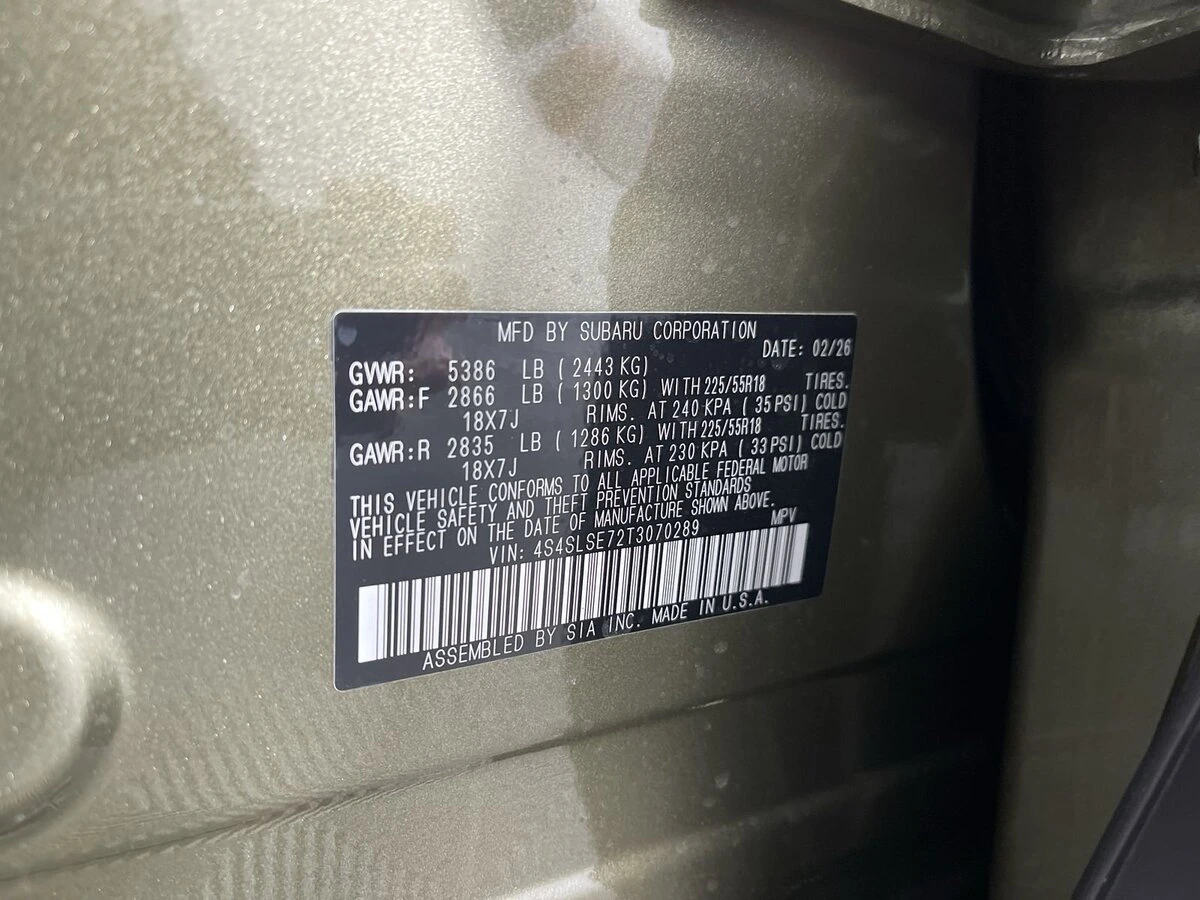 MFD BY SUBARU CORPORATION
DATE: 02/26
GVWR: 5386 LB ( 2443 KG)
GAWR:F 2866 LB ( 1300 KG) WITH 225/55R18 TIRES.
18X7J RIMS. AT 240 KPA ( 35 PSI) COLD
GAWR:R 2835 LB ( 1286 KG) WITH 225/55R18 TIRES.
18X7J RIMS. AT 230 KPA ( 33 PSI) COLD
THIS VEHICLE CONFORMS TO ALL APPLICABLE FEDERAL MOTOR
VEHICLE SAFETY AND THEFT PREVENTION STANDARDS
IN EFFECT ON THE DATE OF MANUFACTURE SHOWN ABOVE.
VIN: 4S4SLSE72T3070289 MPV
ASSEMBLED BY SIA INC. MADE IN U.S.A.